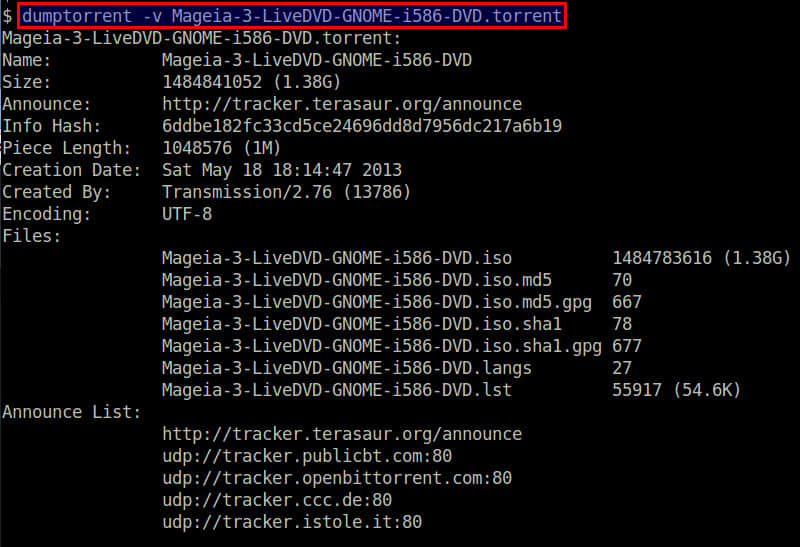 $ dumptorrent -v Mageia-3-LiveDVD-GNOME-i586-DVD.torrent
Mageia-3-LiveDVD-GNOME-i586-DVD.torrent:
Name: Mageia-3-LiveDVD-GNOME-i586-DVD
Size: 1484841052 (1.38G)
Announce: http://tracker.terasaur.org/announce
Info Hash: 6ddbe182fc33cd5ce24696dd8d7956dc217a6b19
Piece Length: 1048576 (1M)
Creation Date: Sat May 18 18:14:47 2013
Created By: Transmission/2.76 (13786)
Encoding: UTF-8
Files:
Mageia-3-LiveDVD-GNOME-i586-DVD.iso 1484783616 (1.38G)
Mageia-3-LiveDVD-GNOME-i586-DVD.iso.md5 70
Mageia-3-LiveDVD-GNOME-i586-DVD.iso.md5.gpg 667
Mageia-3-LiveDVD-GNOME-i586-DVD.iso.sha1 78
Mageia-3-LiveDVD-GNOME-i586-DVD.iso.sha1.gpg 677
Mageia-3-LiveDVD-GNOME-i586-DVD.langs 27
Mageia-3-LiveDVD-GNOME-i586-DVD.lst 55917 (54.6K)
Announce List:
http://tracker.terasaur.org/announce
udp://tracker.publicbt.com:80
udp://tracker.openbittorrent.com:80
udp://tracker.ccc.de:80
udp://tracker.istole.it:80